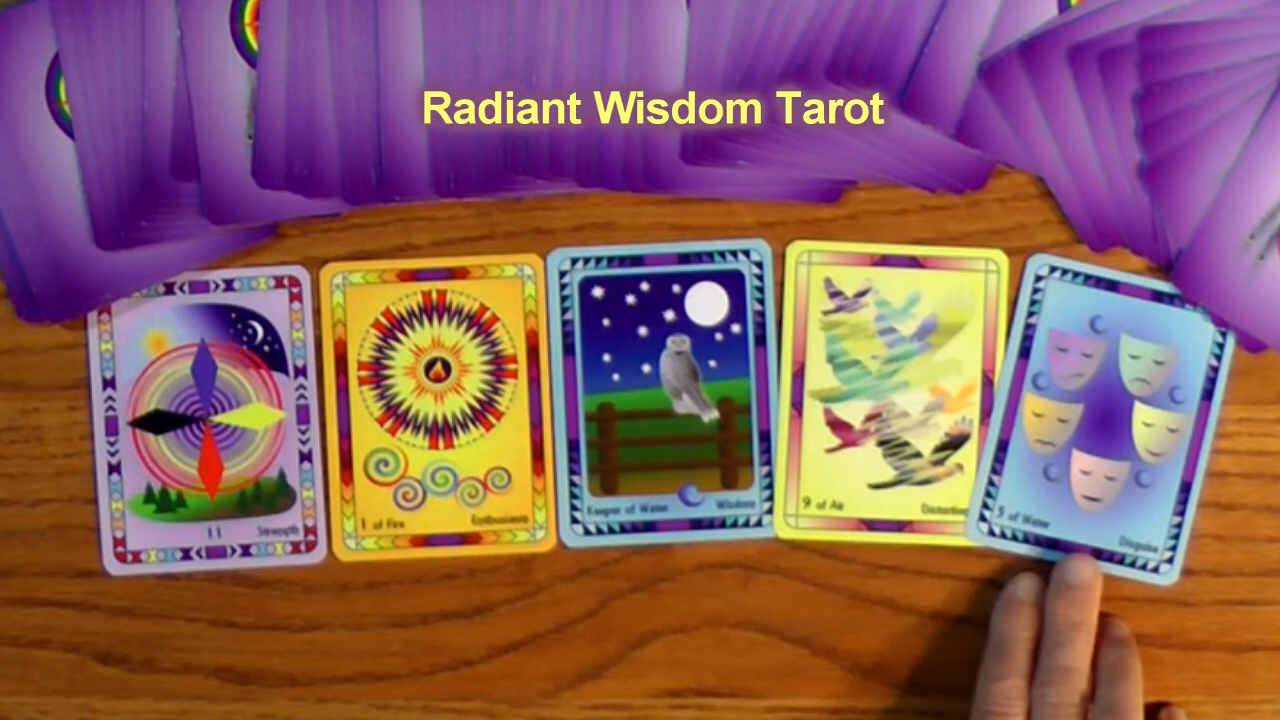 Radiant Wisdom Tarot
11 Strength
1 of Fire Enthusiasm
Keeper of Water Wisdom
9 of Air Distortion
5 of Water Disguise